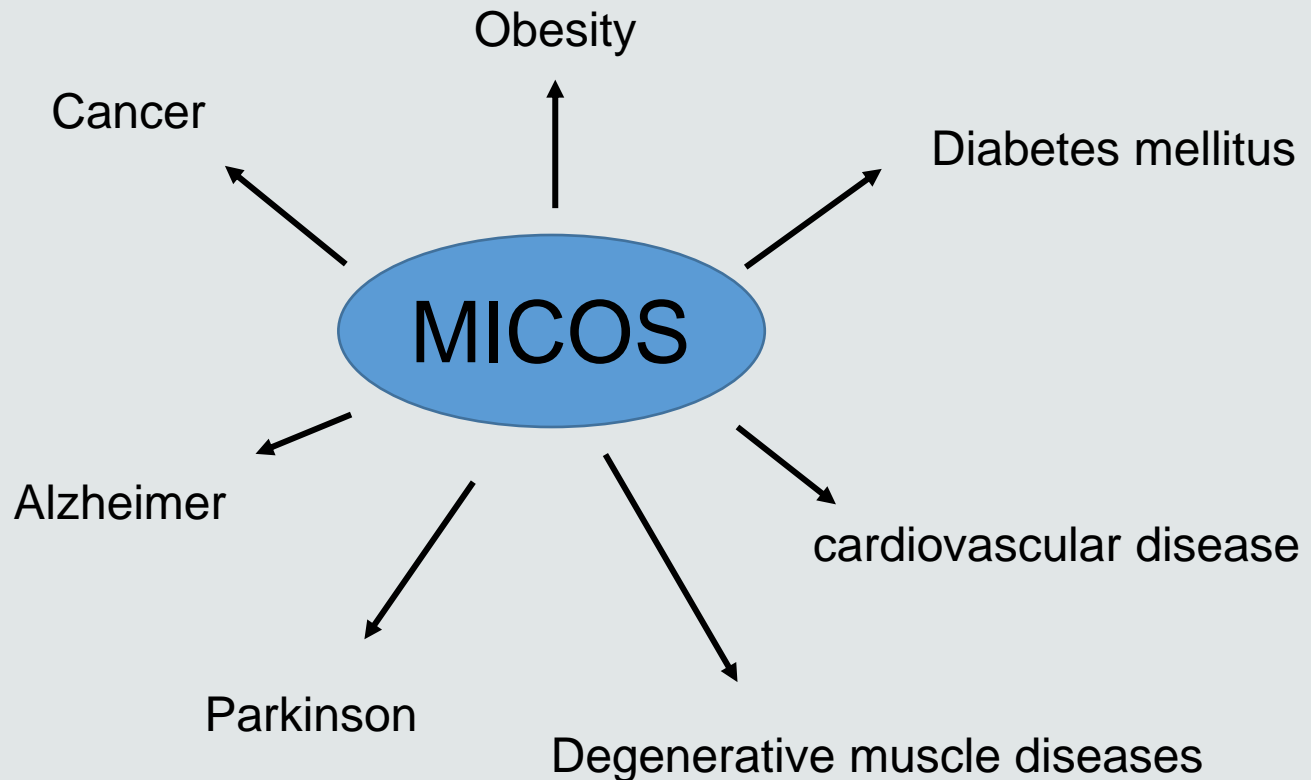 Obesity
Cancer
Diabetes mellitus
MICOS
Alzheimer
cardiovascular disease
Parkinson
Degenerative muscle diseases